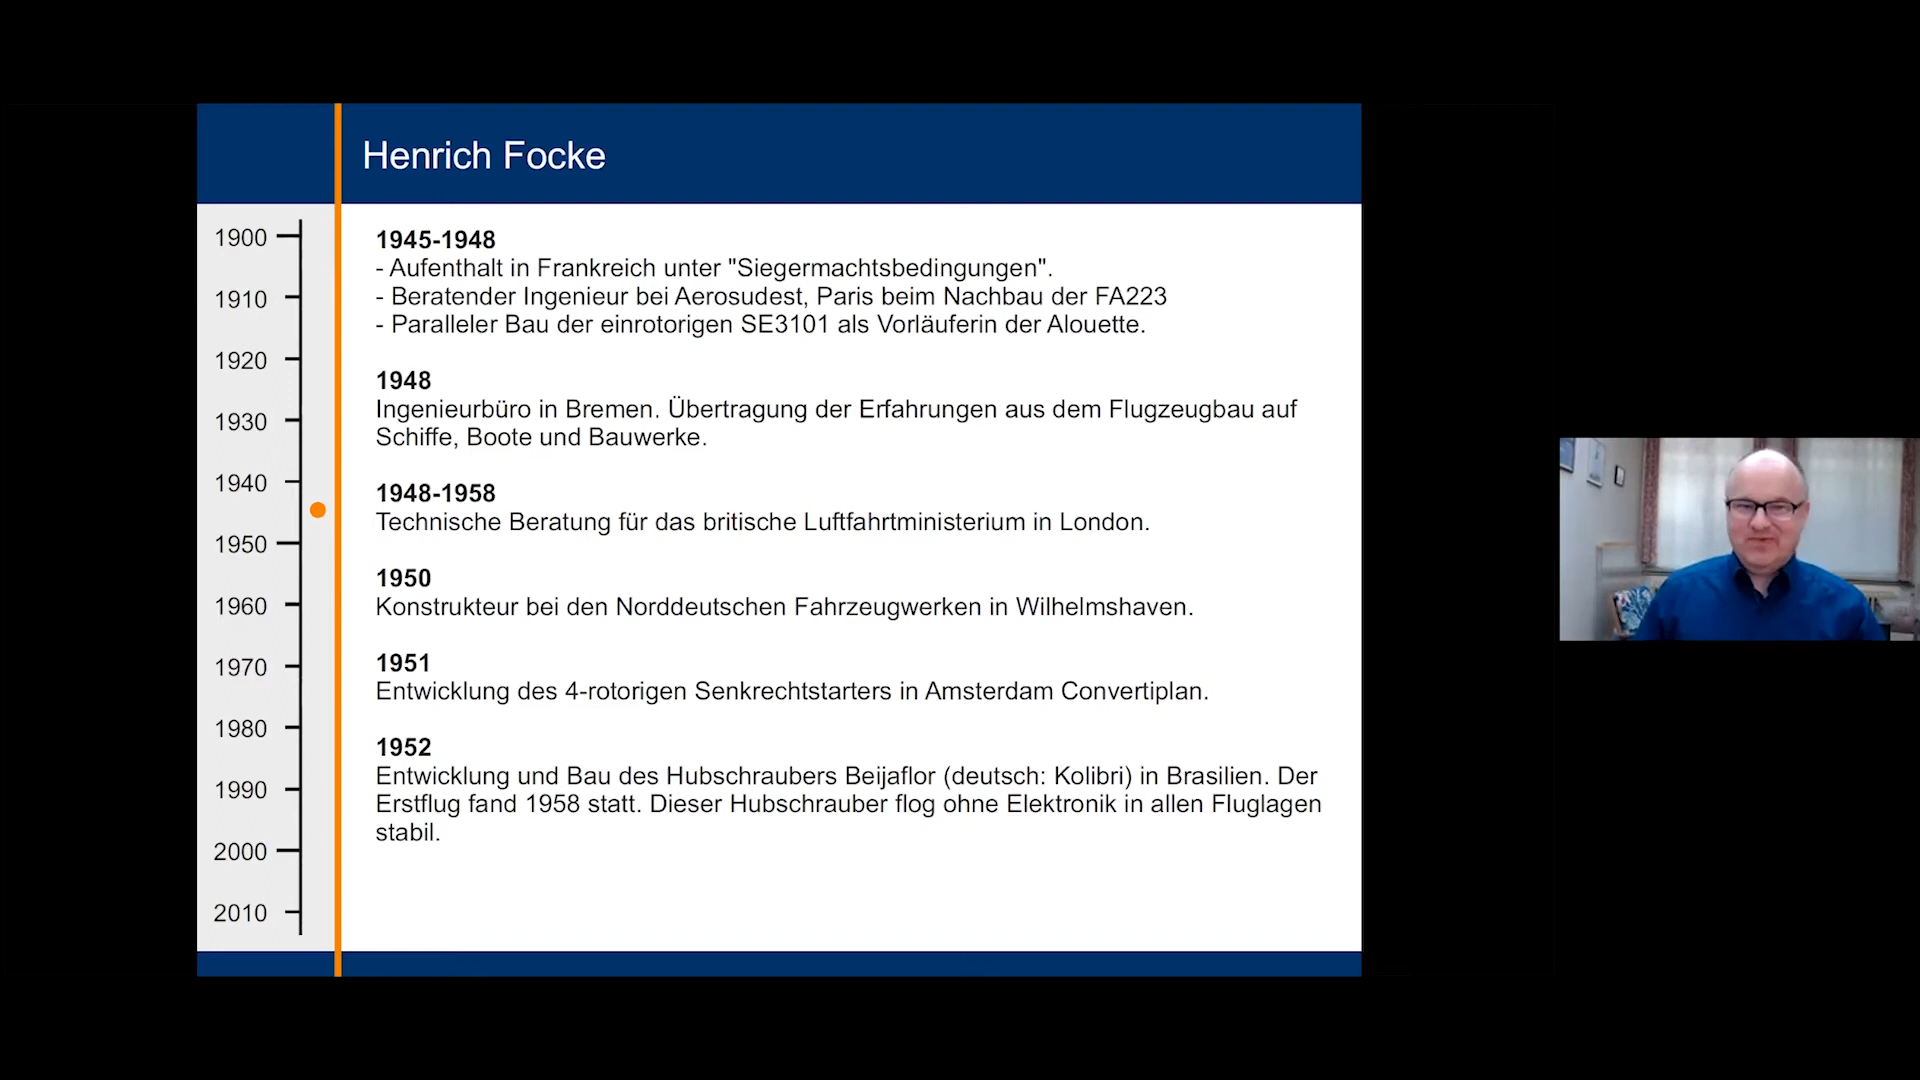 Henrich Focke
1900
1910
1920
1930
1940
1950
1960
1970
1980
1990
2000
2010
1945-1948
- Aufenthalt in Frankreich unter "Siegermachtsbedingungen".
- Beratender Ingenieur bei Aerosudest, Paris beim Nachbau der FA223
- Paralleler Bau der einrotorigen SE3101 als Vorläuferin der Alouette.
1948
Ingenieurbüro in Bremen. Übertragung der Erfahrungen aus dem Flugzeugbau auf
Schiffe, Boote und Bauwerke.
1948-1958
Technische Beratung für das britische Luftfahrtministerium in London.
1950
Konstrukteur bei den Norddeutschen Fahrzeugwerken in Wilhelmshaven.
1951
Entwicklung des 4-rotorigen Senkrechtstarters in Amsterdam Convertiplan.
1952
Entwicklung und Bau des Hubschraubers Beijaflor (deutsch: Kolibri) in Brasilien. Der
Erstflug fand 1958 statt. Dieser Hubschrauber flog ohne Elektronik in allen Fluglagen
stabil.